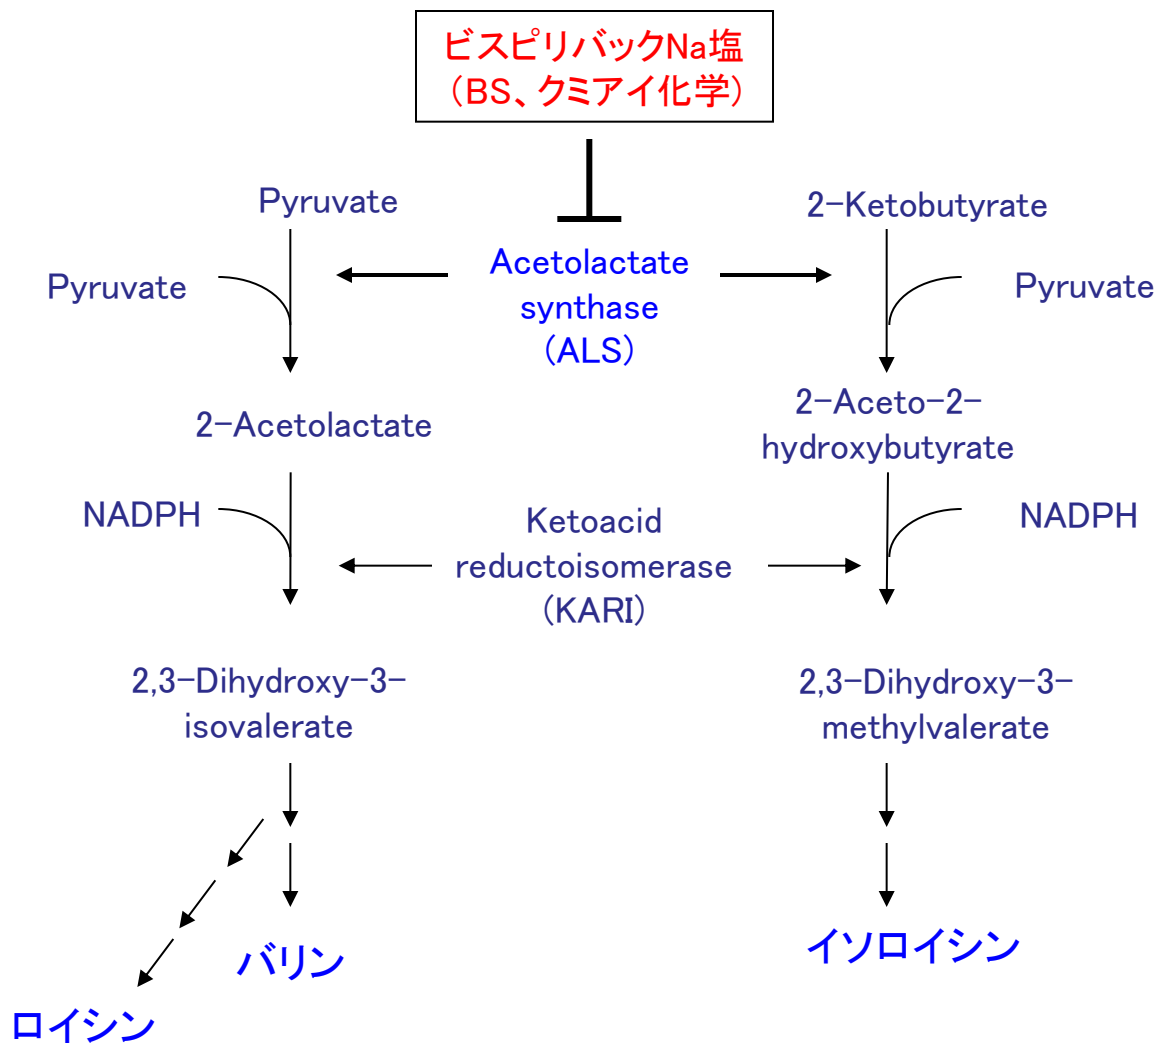 ビスピリバックNa塩
（BS、クミアイ化学）
Pyruvate
2-Ketobutyrate
Pyruvate
Acetolactate
synthase
(ALS)
Pyruvate
2-Acetolactate
2-Aceto-2-
hydroxybutyrate
NADPH
Ketoacid
reductoisomerase
(KARI)
NADPH
2,3-Dihydroxy-3-
isovalerate
2,3-Dihydroxy-3-
methylvalerate
バリン
イソロイシン
ロイシン